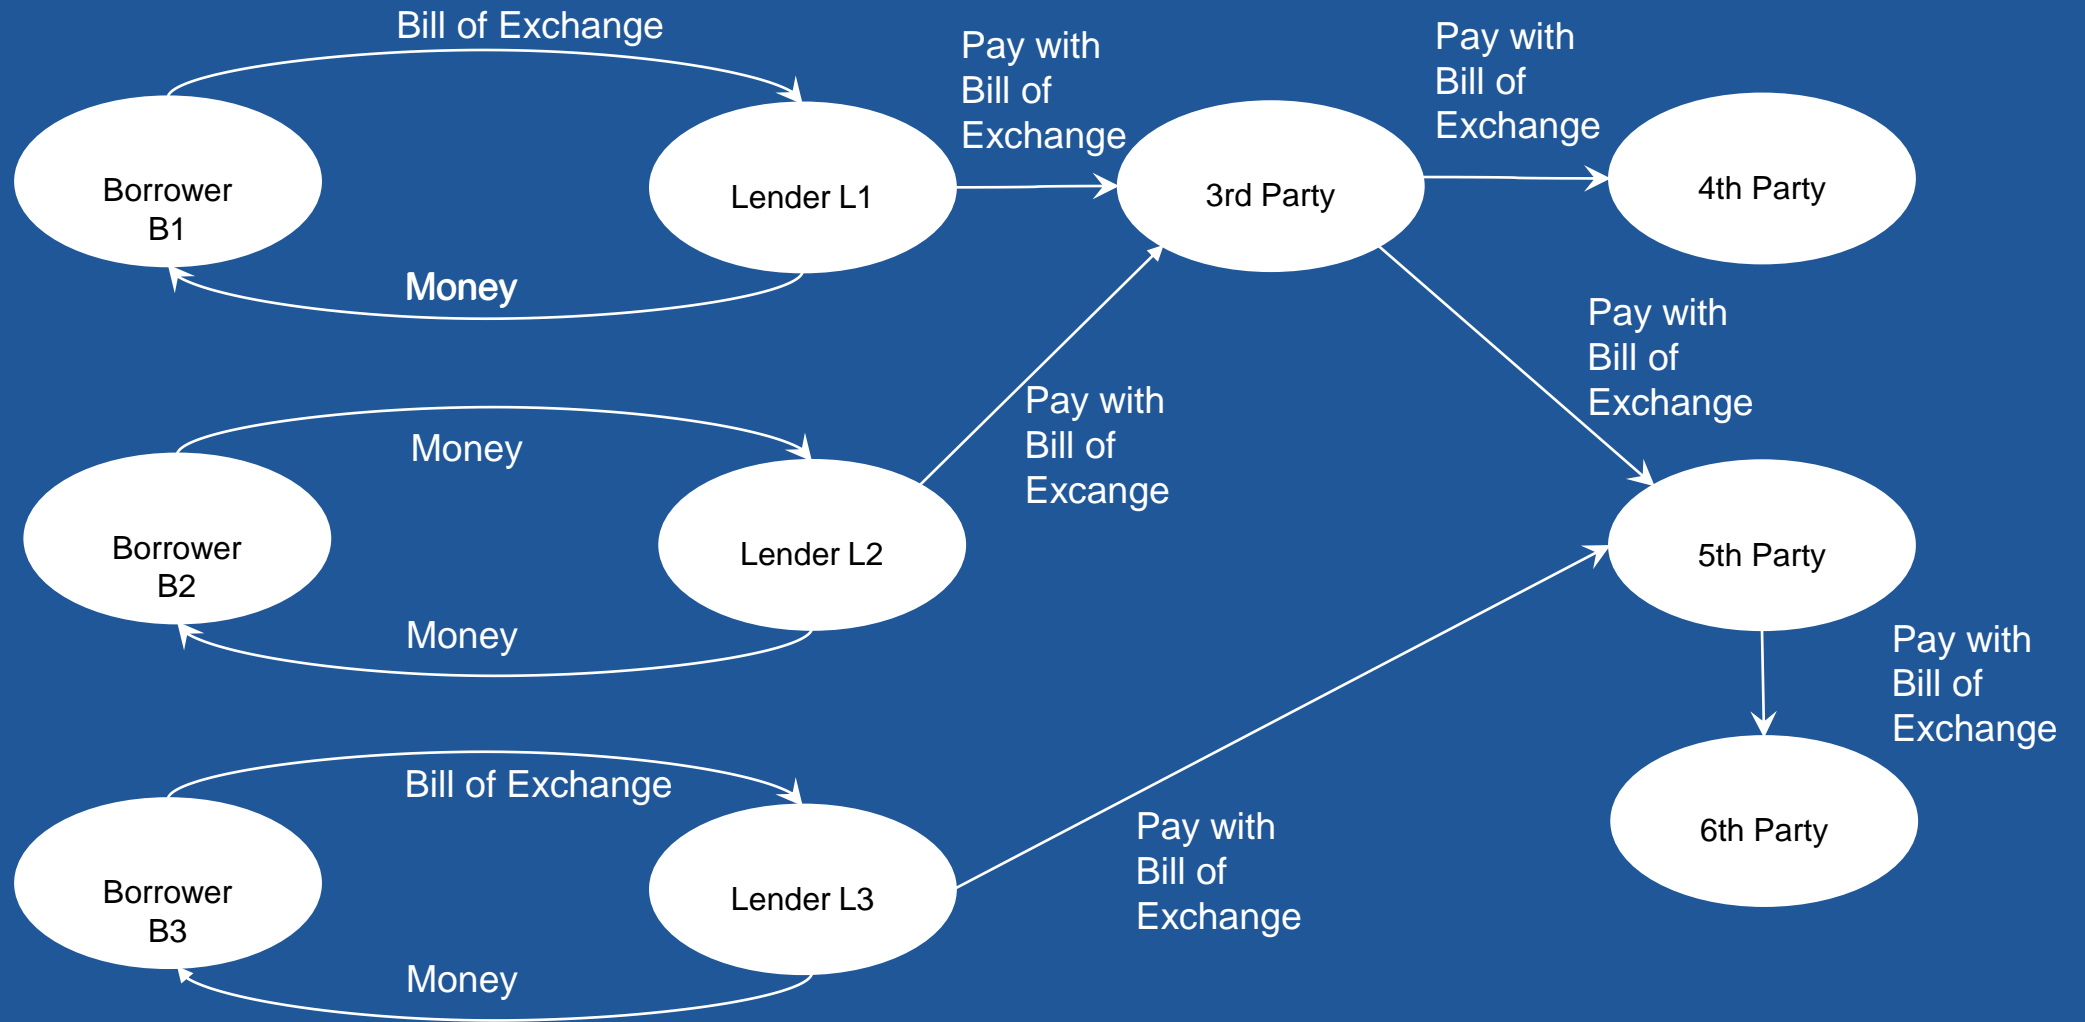 Bill of Exchange
Pay with
Bill of
Exchange
Pay with
Bill of
Exchange
Borrower
B1
Lender L1
3rd Party
4th Party
Money
Pay with
Bill of
Exchange
Pay with
Bill of
Excange
Money
Borrower
B2
Lender L2
5th Party
Money
Pay with
Bill of
Exchange
Bill of Exchange
Pay with
Bill of
Exchange
Borrower
B3
Lender L3
6th Party
Money